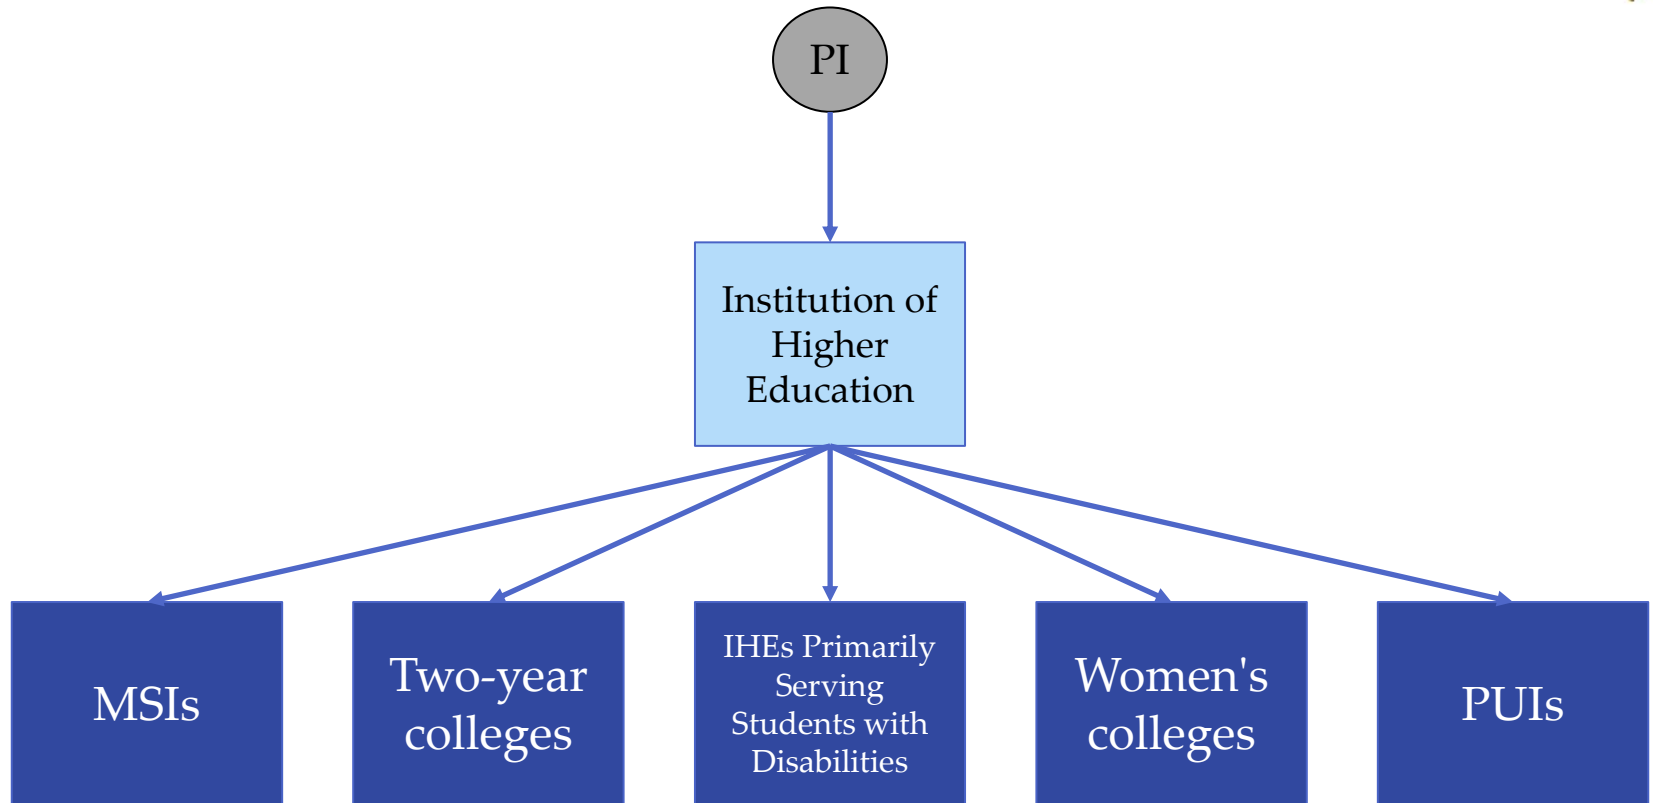 PI
Institution of
Higher
Education
MSIs
Two-year
colleges
IHEs Primarily
Serving
Students with
Disabilities
Women's
colleges
PUIs